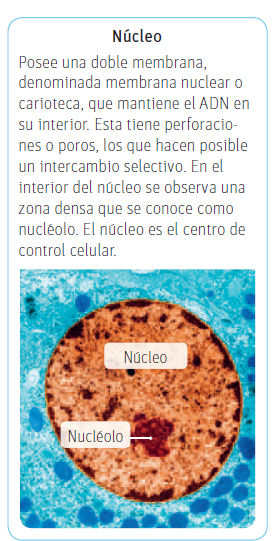 Núcleo
Posee una doble membrana,
denominada membrana nuclear o
carioteca, que mantiene el ADN en
su interior. Esta tiene perforacio-
nes o poros, los que hacen posible
un intercambio selectivo. En el
interior del núcleo se observa una
zona densa que se conoce como
nucléolo. El núcleo es el centro de
control celular.
Núcleo
Nucléolo